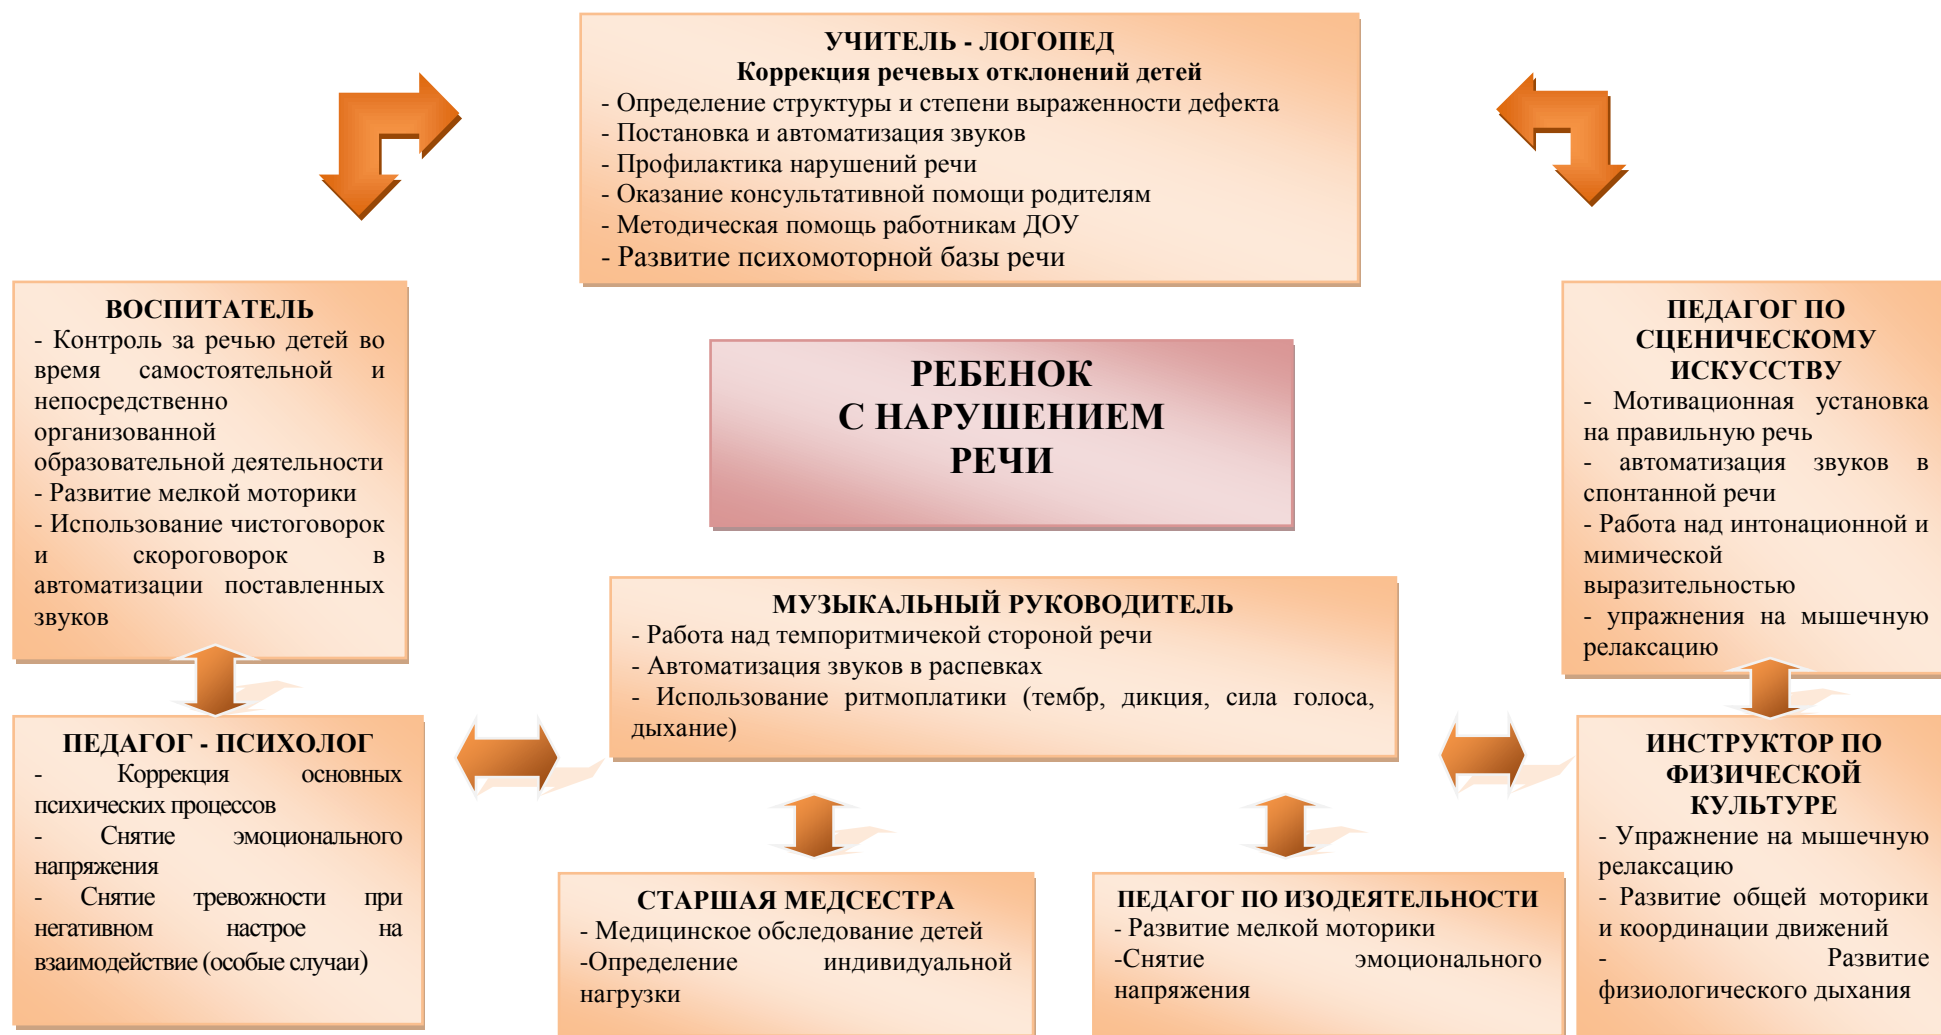 УЧИТЕЛЬ - ЛОГОПЕД
Коррекция речевых отклонений детей
- Определение структуры и степени выраженности дефекта
- Постановка и автоматизация звуков
- Профилактика нарушений речи
- Оказание консультативной помощи родителям
- Методическая помощь работникам ДОУ
- Развитие психомоторной базы речи
ВОСПИТАТЕЛЬ
- Контроль за речью детей во
время самостоятельной и
непосредственно
организованной
образовательной деятельности
- Развитие мелкой моторики
- Использование чистоговорок
и скороговорок в
автоматизации поставленных
звуков
РЕБЕНОК
С НАРУШЕНИЕМ
РЕЧИ
ПЕДАГОГ ПО
СЦЕНИЧЕСКОМУ
ИСКУССТВУ
- Мотивационная установка
на правильную речь
- автоматизация звуков в
спонтанной речи
- Работа над интонационной и
мимической
выразительностью
- упражнения на мышечную
релаксацию
МУЗЫКАЛЬНЫЙ РУКОВОДИТЕЛЬ
- Работа над темпоритмичекой стороной речи
- Автоматизация звуков в распевках
- Использование ритмоплатики (тембр, дикция, сила голоса,
дыхание)
ПЕДАГОГ - ПСИХОЛОГ
- Коррекция основных
психических процессов
- Снятие эмоционального
напряжения
- Снятие тревожности при
негативном настрое на
взаимодействие (особые случаи)
СТАРШАЯ МЕДСЕСТРА
- Медицинское обследование детей
-Определение индивидуальной
нагрузки
ПЕДАГОГ ПО ИЗОДЕЯТЕЛЬНОСТИ
- Развитие мелкой моторики
-Снятие эмоционального
напряжения
ИНСТРУКТОР ПО
ФИЗИЧЕСКОЙ
КУЛЬТУРЕ
- Упражнение на мышечную
релаксацию
- Развитие общей моторики
и координации движений
- Развитие
физиологического дыхания